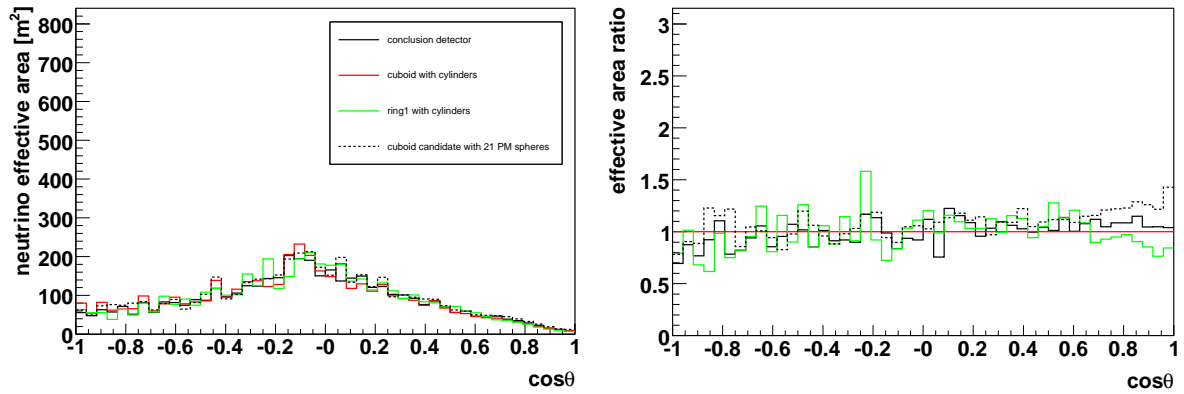 neutrino effective area [m²]
800
700
600
500
400
300
200
100
0
-1 -0.8 -0.6 -0.4 -0.2 -0 0.2 0.4 0.6 0.8 1
cosθ
conclusion detector
cuboid with cylinders
ring1 with cylinders
cuboid candidate with 21 PM spheres
effective area ratio
3
2.5
2
1.5
1
0.5
0
-1 -0.8 -0.6 -0.4 -0.2 -0 0.2 0.4 0.6 0.8 1
cosθ